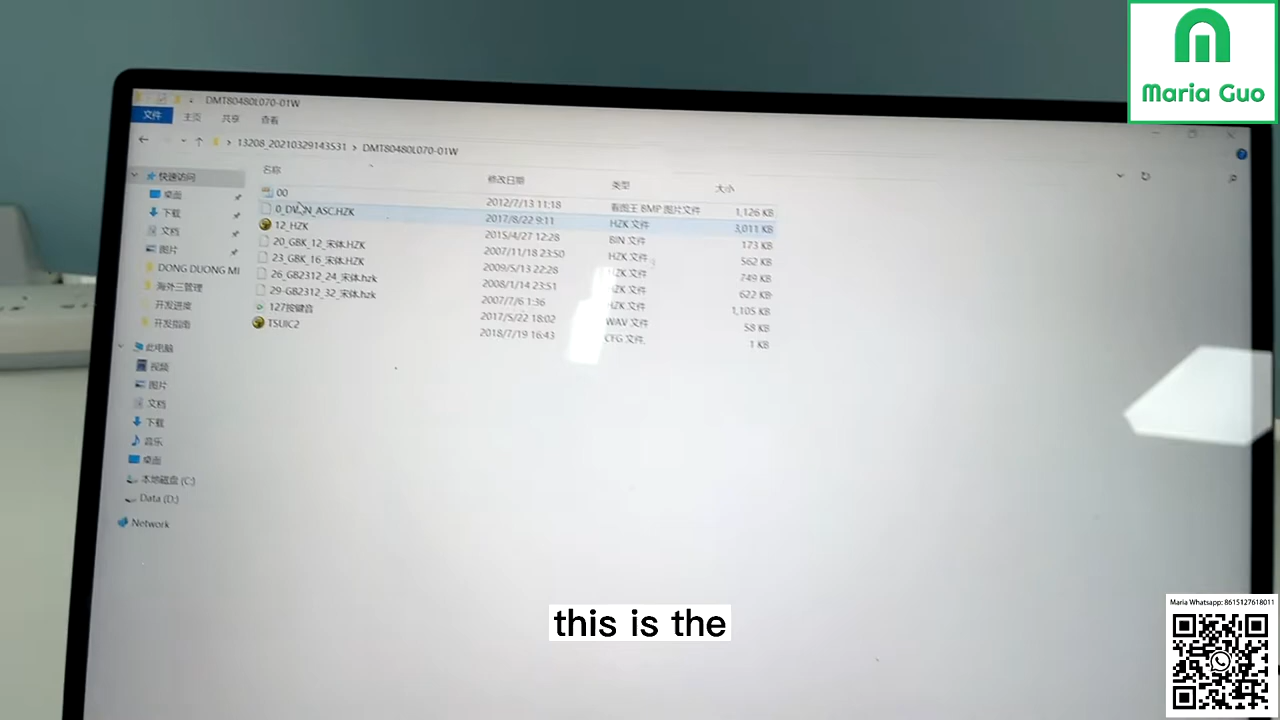 Maria Guo
DMT80480L070-01W
文件 主页 共享 查看
13208_20210329143531 > DMT80480L070-01W
名称 修改日期 类型 大小
00 2012/7/13 11:18 看图王 BMP 图片文件 1,126 KB
0_DWIN_ASC.HZK 2017/8/22 9:11 HZK 文件 3,011 KB
12_HZK 2015/4/27 12:28 BIN 文件 173 KB
20_GBK_12_宋体.HZK 2007/11/18 23:50 HZK 文件 562 KB
23_GBK_16_宋体.HZK 2009/5/13 22:28 HZK 文件 749 KB
26_GB2312_24_宋体.hzk 2008/1/14 23:51 HZK 文件 622 KB
29-GB2312_32_宋体.hzk 2007/7/6 1:36 HZK 文件 1,105 KB
127按键音 2017/5/22 18:02 WAV 文件 58 KB
TSUIC2 2018/7/19 16:43 CFG 文件 1 KB
快速访问
桌面
下载
文档
图片
DONG DUONG MI
海外三管理
开发进度
开发指南
此电脑
视频
图片
文档
下载
音乐
桌面
本地磁盘 (C:)
Data (D:)
Network
this is the
Maria Whatsapp: 8615127618011